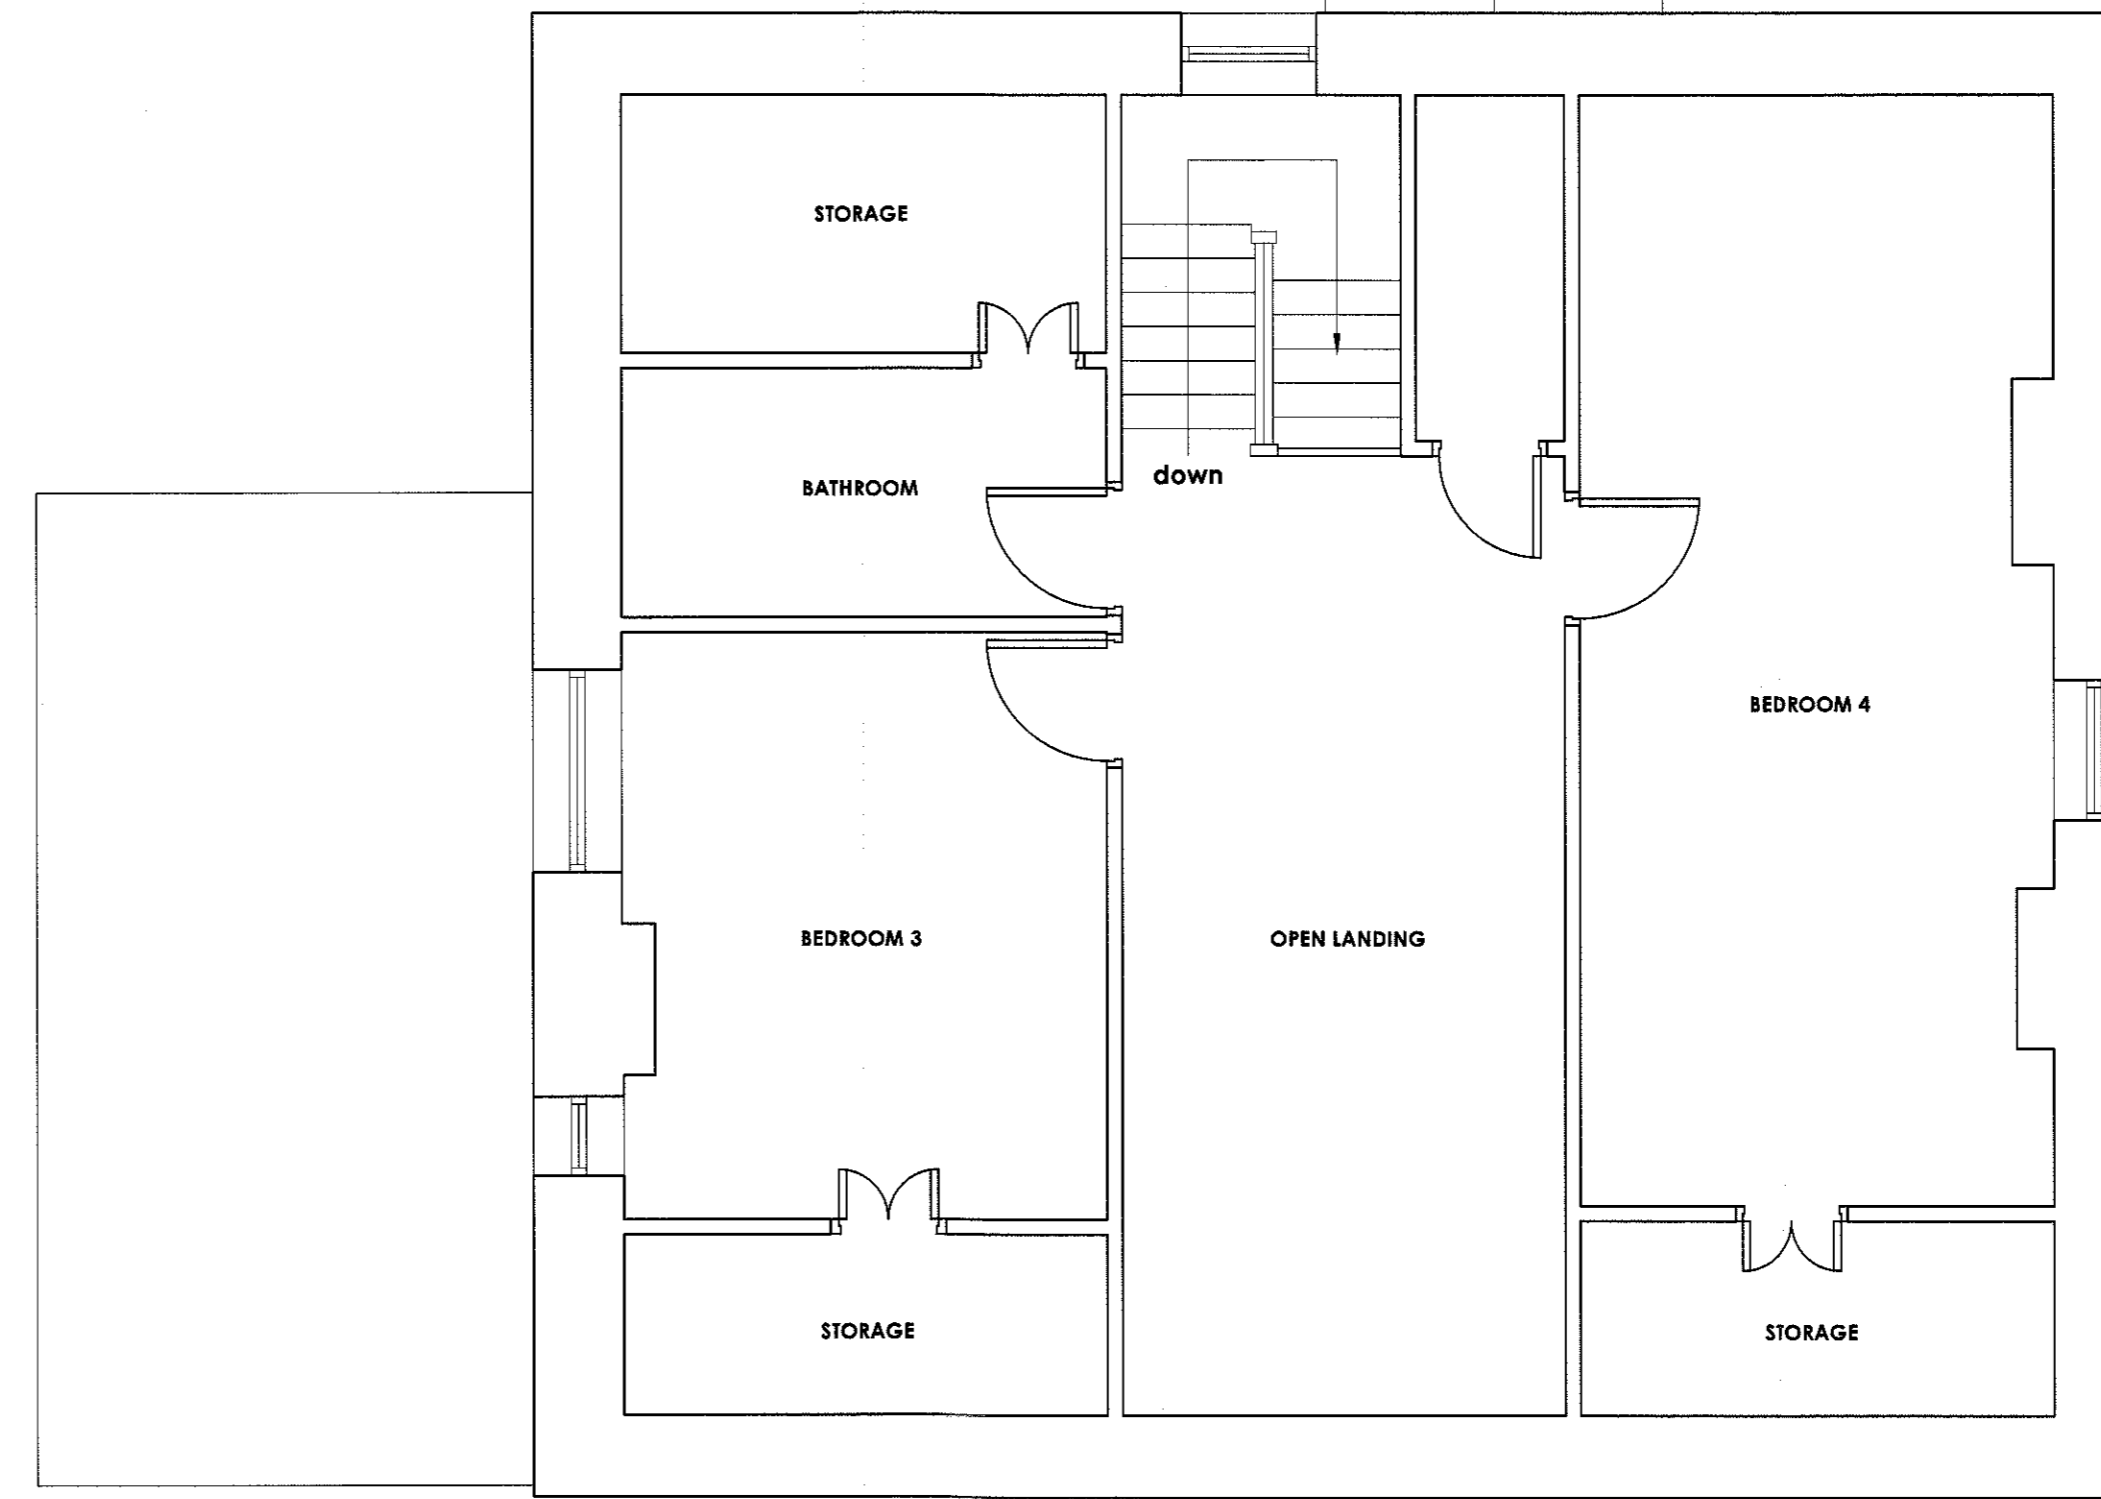 STORAGE
down
BATHROOM
BEDROOM 4
BEDROOM 3
OPEN LANDING
STORAGE
STORAGE